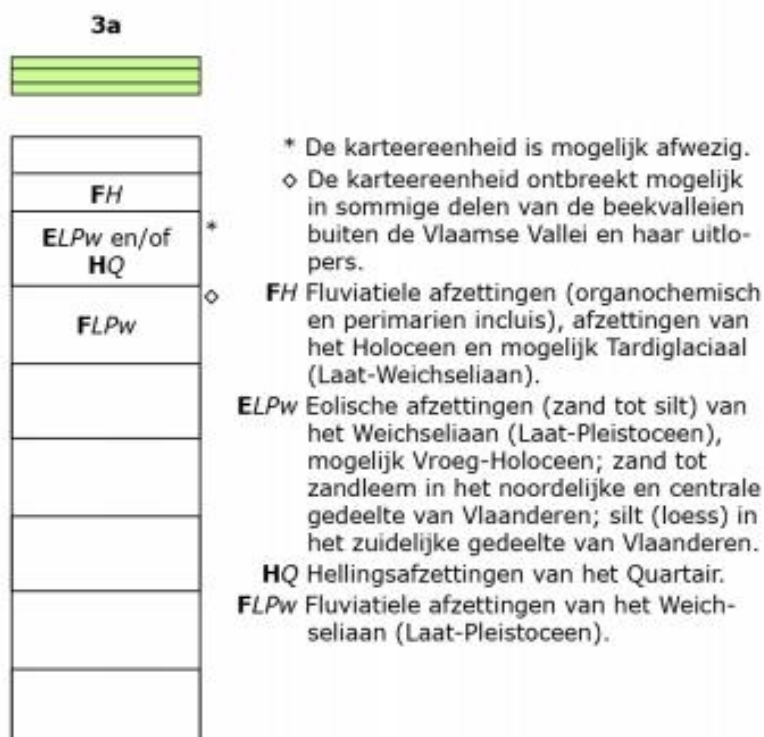 3a
FH
ELPw en/of
HQ
*
FLPw
◇
* De karteereenheid is mogelijk afwezig.
◇ De karteereenheid ontbreekt mogelijk
in sommige delen van de beekvalleien
buiten de Vlaamse Vallei en haar uitlo-
pers.
FH Fluviatiele afzettingen (organochemisch
en perimarien incluis), afzettingen van
het Holoceen en mogelijk Tardiglaciaal
(Laat-Weichseliaan).
ELPw Eolische afzettingen (zand tot silt) van
het Weichseliaan (Laat-Pleistoceen),
mogelijk Vroeg-Holoceen; zand tot
zandleem in het noordelijke en centrale
gedeelte van Vlaanderen; silt (loess) in
het zuidelijke gedeelte van Vlaanderen.
HQ Hellingsafzettingen van het Quartair.
FLPw Fluviatiele afzettingen van het Weich-
seliaan (Laat-Pleistoceen).